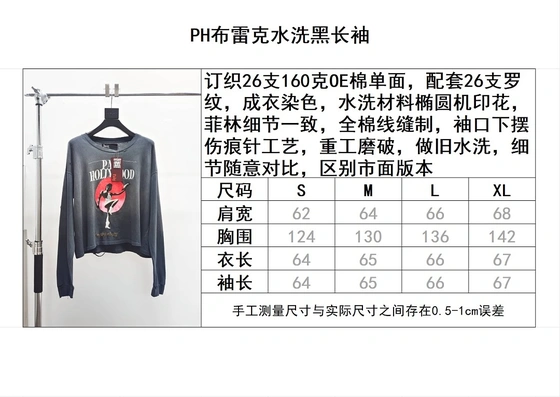 PH布雷克水洗黑长袖
订织26支160克OE棉单面，配套26支罗
纹，成衣染色，水洗材料椭圆机印花，
菲林细节一致，全棉线缝制，袖口下摆
伤痕针工艺，重工磨破，做旧水洗，细
节随意对比，区别市面版本
尺码 S M L XL
肩宽 62 64 66 68
胸围 124 130 136 142
衣长 64 65 66 67
袖长 64 65 66 67
手工测量尺寸与实际尺寸之间存在0.5-1cm误差